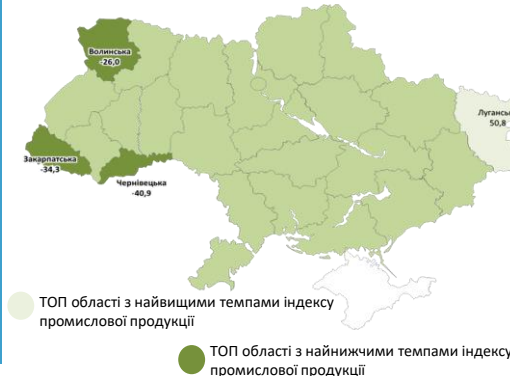 Волинська
-26,0
Луганськ
50,8
Закарпатська
-34,3
Чернівецька
-40,9
ТОП області з найвищими темпами індексу
промислової продукції
ТОП області з найнижчими темпами індексу
промислової продукції